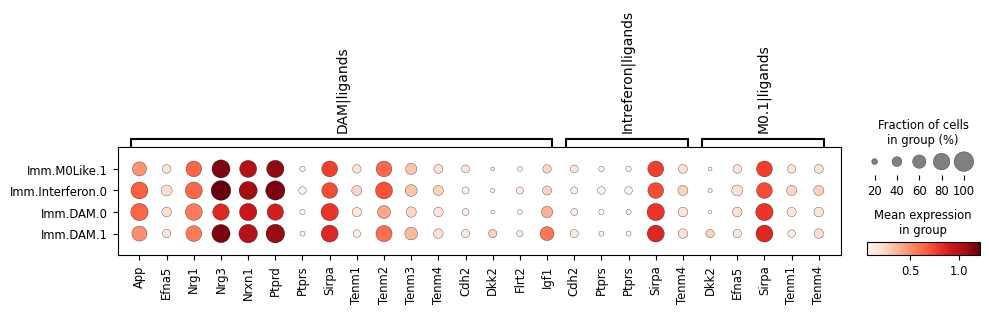 DAM|ligands
Intreferon|ligands
M0.1|ligands
Imm.M0Like.1
Imm.Interferon.0
Imm.DAM.0
Imm.DAM.1
App
Efna5
Nrg1
Nrg3
Nrxn1
Ptprd
Ptprs
Sirpa
Tenm1
Tenm2
Tenm3
Tenm4
Cdh2
Dkk2
Flrt2
Igf1
Cdh2
Ptprs
Ptprs
Sirpa
Tenm4
Dkk2
Efna5
Sirpa
Tenm1
Tenm4
Fraction of cells
in group (%)
20 40 60 80 100
Mean expression
in group
0.5 1.0